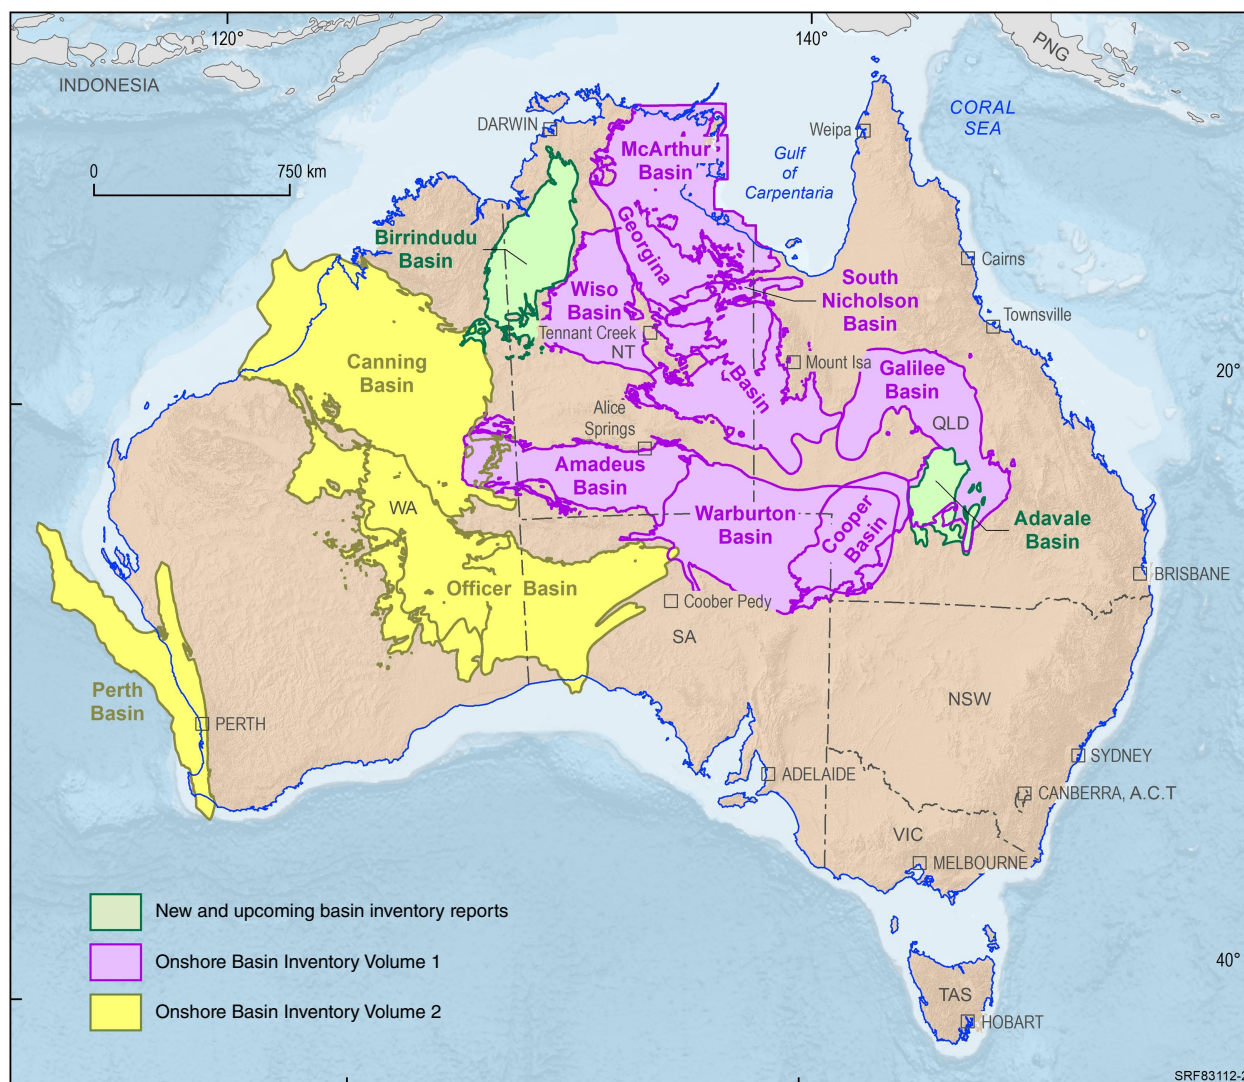 120°
140°
PNG
INDONESIA
CORAL
SEA
DARWIN
Weipa
McArthur
Basin
Gulf
of
Carpentaria
0
750 km
Georgina
Basin
Birrindudu
Basin
Cairns
South
Nicholson
Basin
Wiso
Basin
Townsville
Tennant Creek
NT
Mount Isa
Canning
Basin
Galilee
Basin
20°
Alice
Springs
QLD
Amadeus
Basin
WA
Warburton
Basin
Cooper
Basin
Adavale
Basin
BRISBANE
Officer Basin
Coober Pedy
SA
Perth
Basin
PERTH
NSW
SYDNEY
ADELAIDE
CANBERRA, A.C.T
VIC
MELBOURNE
New and upcoming basin inventory reports
Onshore Basin Inventory Volume 1
Onshore Basin Inventory Volume 2
40°
TAS
HOBART
SRF83112-2